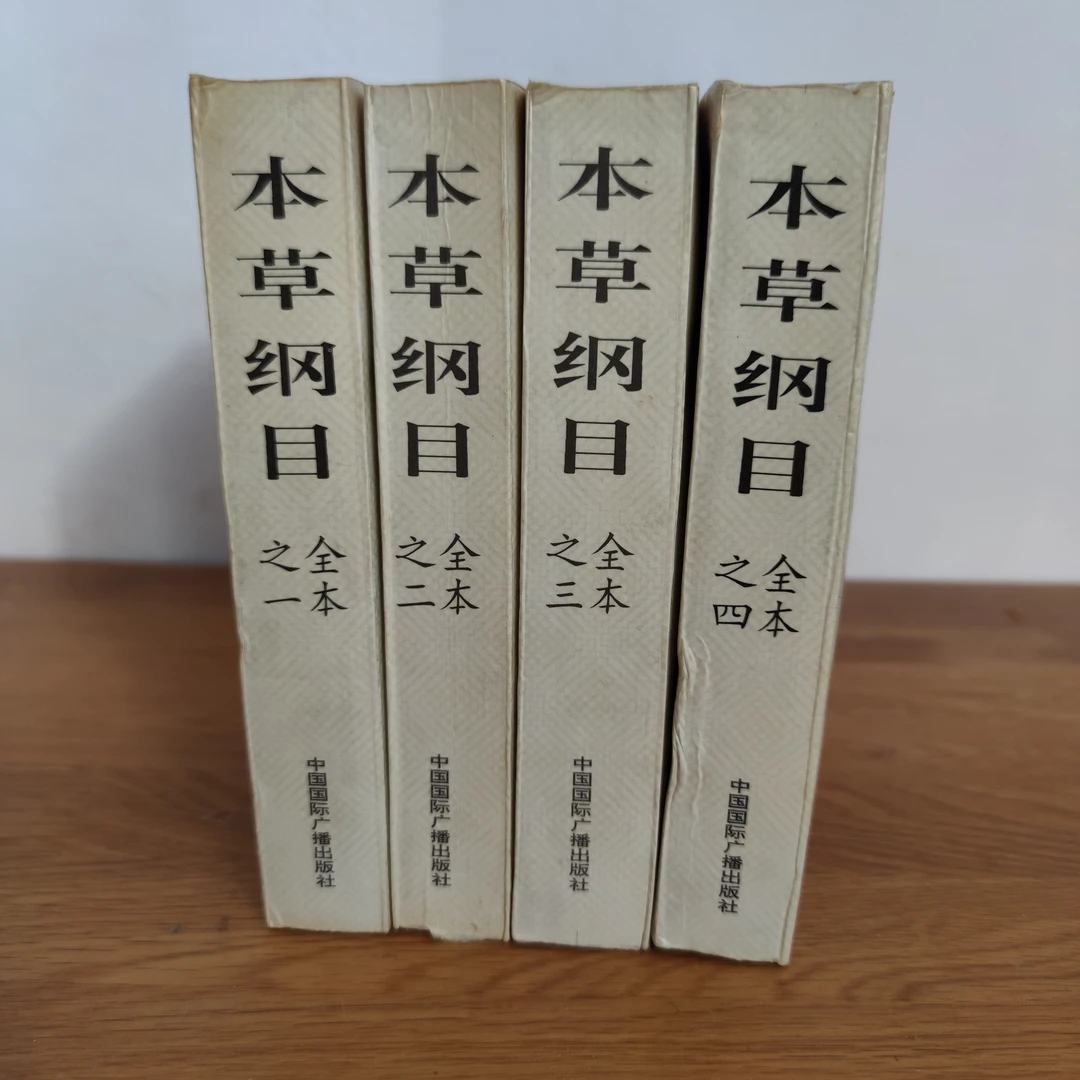 本草纲目
全本
之一
中国国际广播出版社
本草纲目
全本
之二
中国国际广播出版社
本草纲目
全本
之三
中国国际广播出版社
本草纲目
全本
之四
中国国际广播出版社